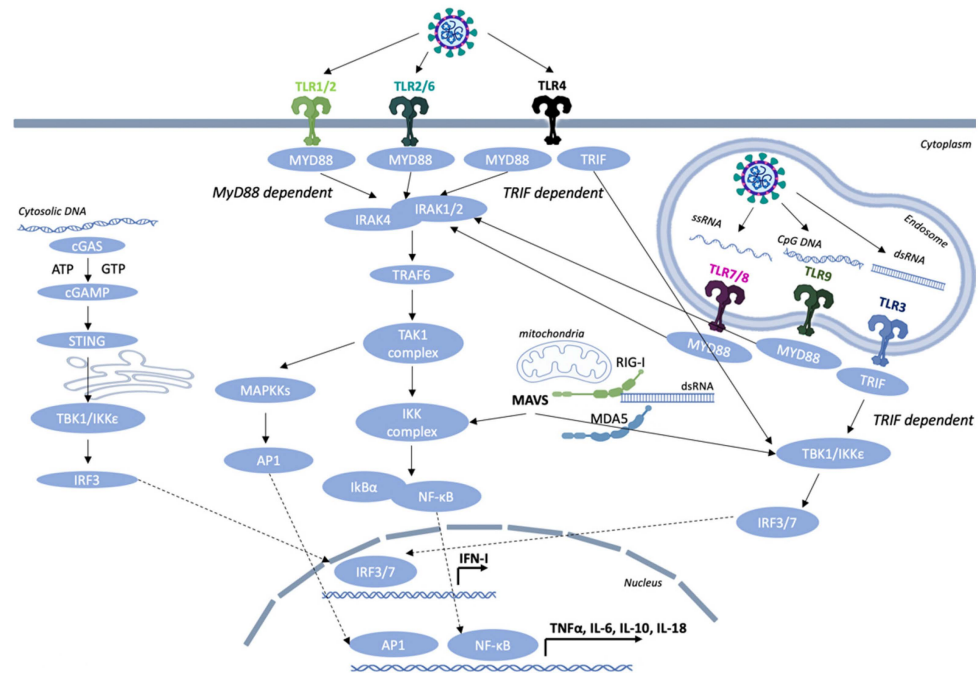 TLR1/2
TLR2/6
TLR4
Cytoplasm
MYD88
MYD88
MYD88
TRIF
MyD88 dependent
TRIF dependent
IRAK4
IRAK1/2
Endosome
ssRNA
CpG DNA
dsRNA
TLR7/8
TLR9
TLR3
MYD88
MYD88
TRIF
TRIF dependent
Cytosolic DNA
cGAS
ATP
GTP
cGAMP
STING
TBK1/IKKε
IRF3
TRAF6
TAK1
complex
MAPKKs
AP1
IKK
complex
IkBα
NF-κB
mitochondria
RIG-I
MAVS
dsRNA
MDA5
TBK1/IKKε
IRF3/7
Nucleus
IRF3/7
IFN-I
AP1
NF-κB
TNFα, IL-6, IL-10, IL-18